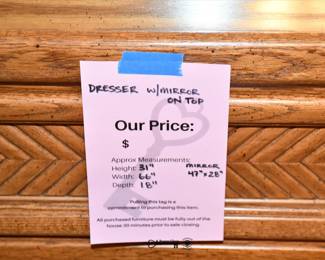 DRESSER W/MIRROR
ON TOP
Our Price:
$
Approx Measurements:
Height: 31"
Width: 66"
Depth: 18"
MIRROR
47" x 28"
Pulling this tag is a
commitment to purchasing this item.
All purchased furniture must be fully out of the
house 30 minutes prior to sale closing.